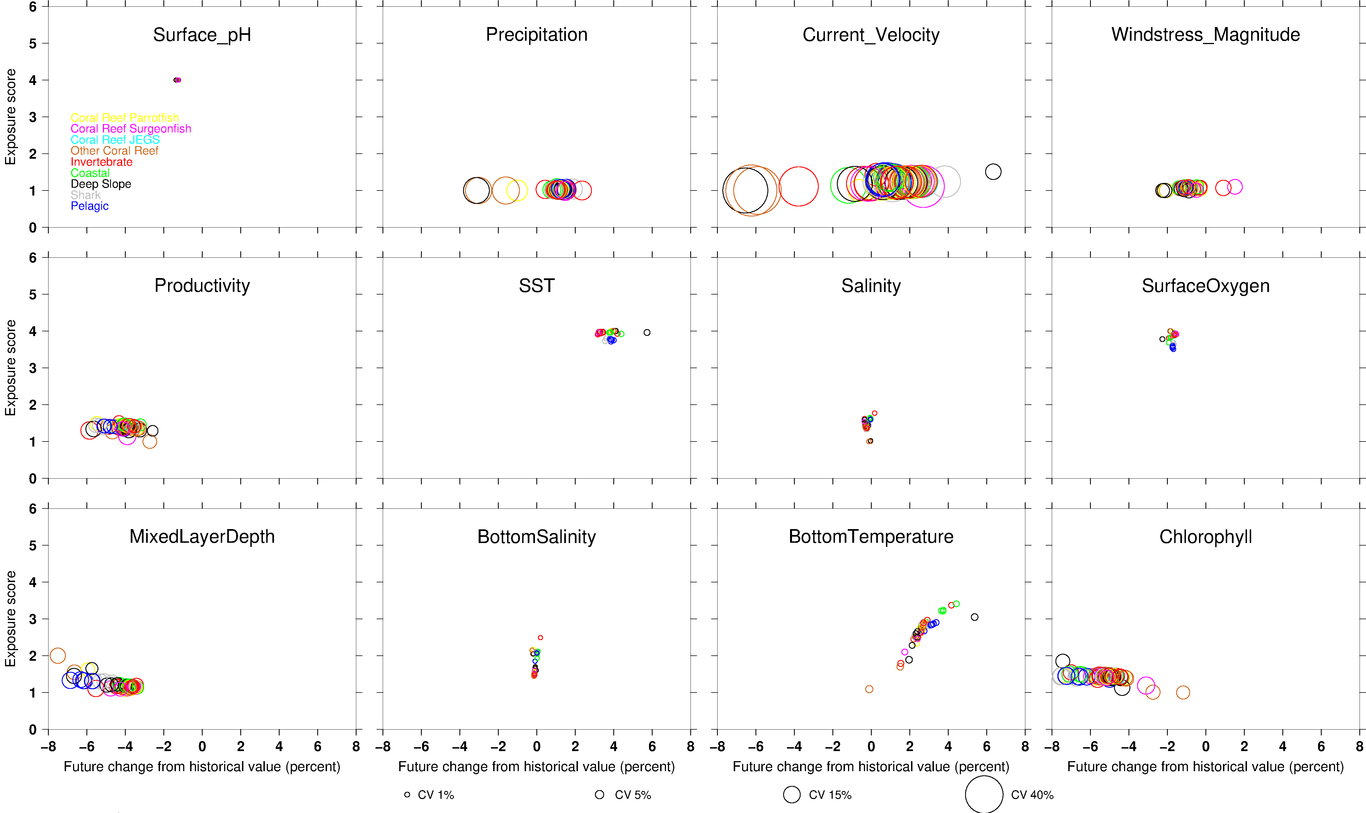 Surface_pH
Precipitation
Current_Velocity
Windstress_Magnitude
Exposure score
6
5
4
3
2
1
0
Coral Reef Parrotfish
Coral Reef Surgeonfish
Coral Reef JEGS
Other Coral Reef
Invertebrate
Coastal
Deep Slope
Shark
Pelagic
Productivity
SST
Salinity
SurfaceOxygen
Exposure score
6
5
4
3
2
1
0
MixedLayerDepth
BottomSalinity
BottomTemperature
Chlorophyll
Exposure score
6
5
4
3
2
1
0
−8 −6 −4 −2 0 2 4 6 8
−8 −6 −4 −2 0 2 4 6 8
−8 −6 −4 −2 0 2 4 6 8
−8 −6 −4 −2 0 2 4 6 8
Future change from historical value (percent)
Future change from historical value (percent)
Future change from historical value (percent)
Future change from historical value (percent)
CV 1% CV 5% CV 15% CV 40%